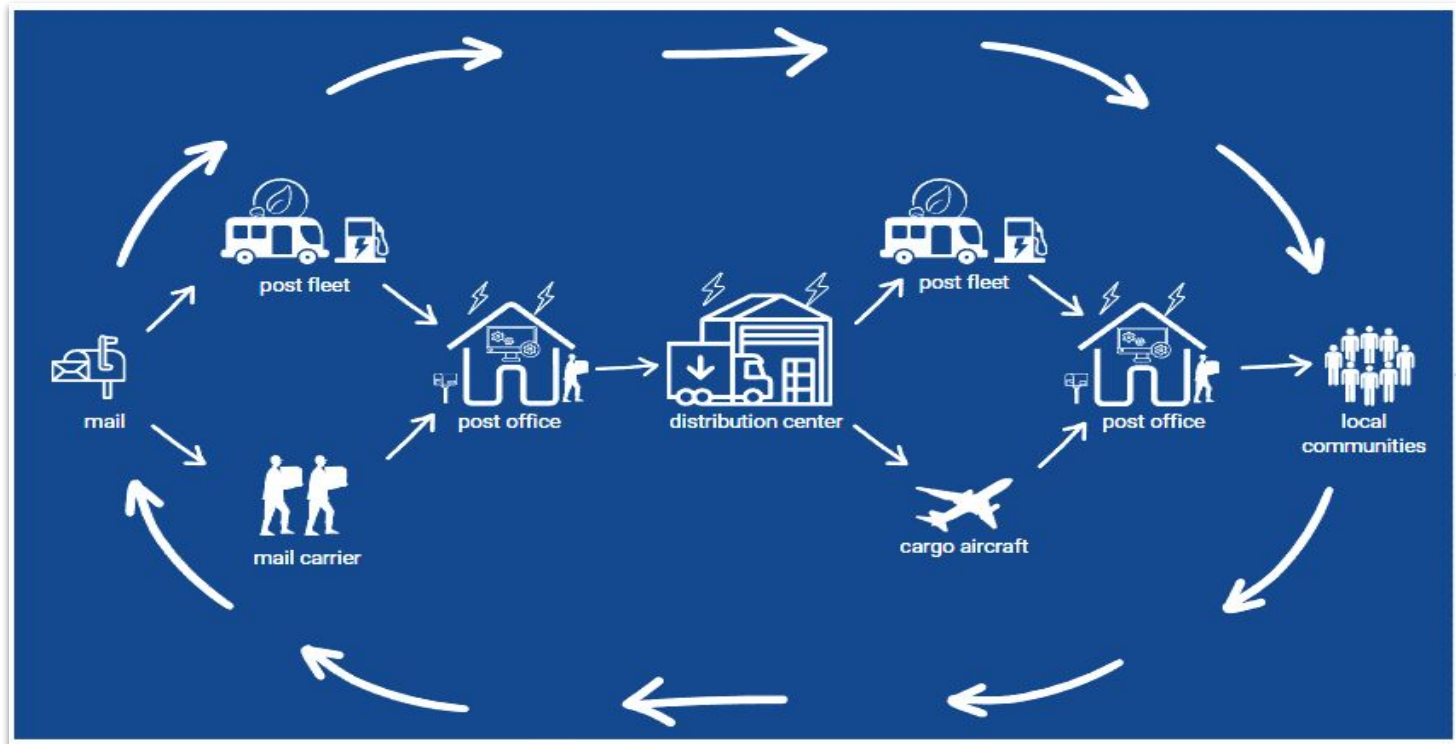 post fleet
post fleet
mail
post office
distribution center
post office
local
communities
mail carrier
cargo aircraft